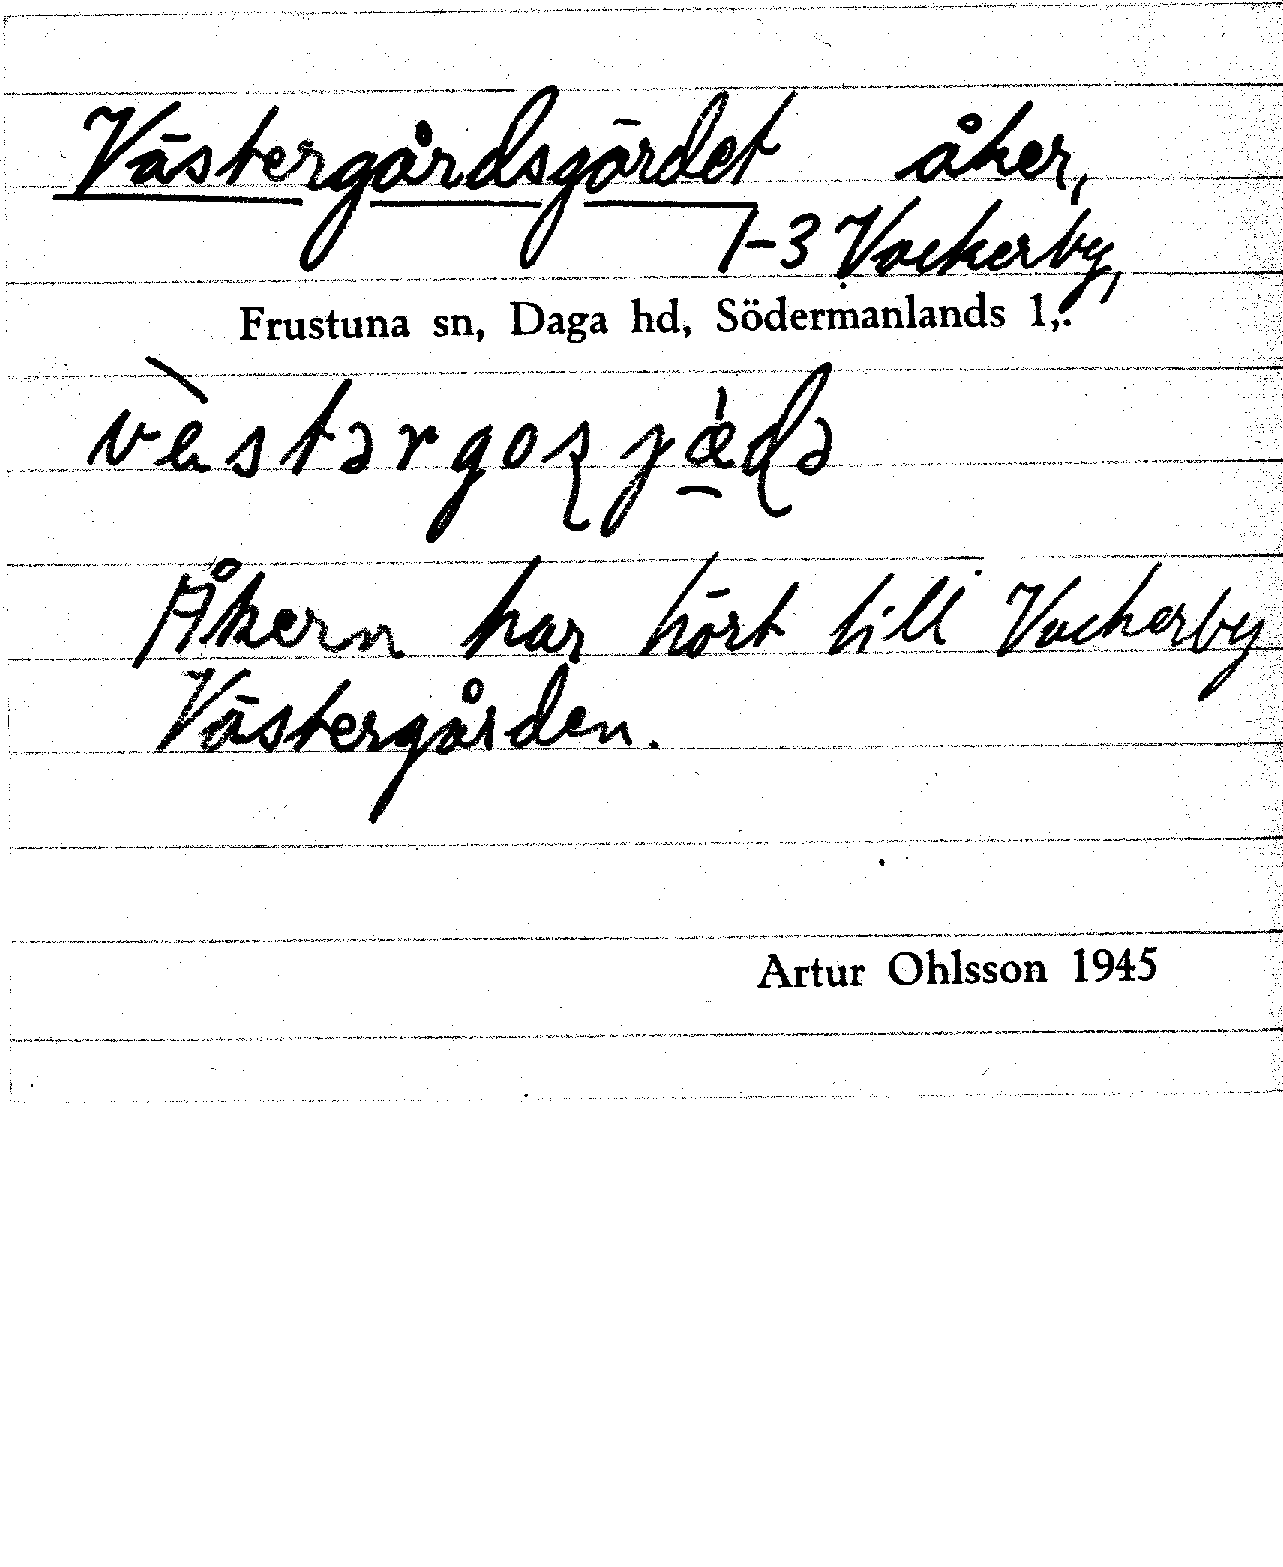 Västergårdsgärdet åker,
1-3 Vackerby,
Frustuna sn, Daga hd, Södermanlands l,.
Åkern har hört till Vackerby
Västergården.
Artur Ohlsson 1945